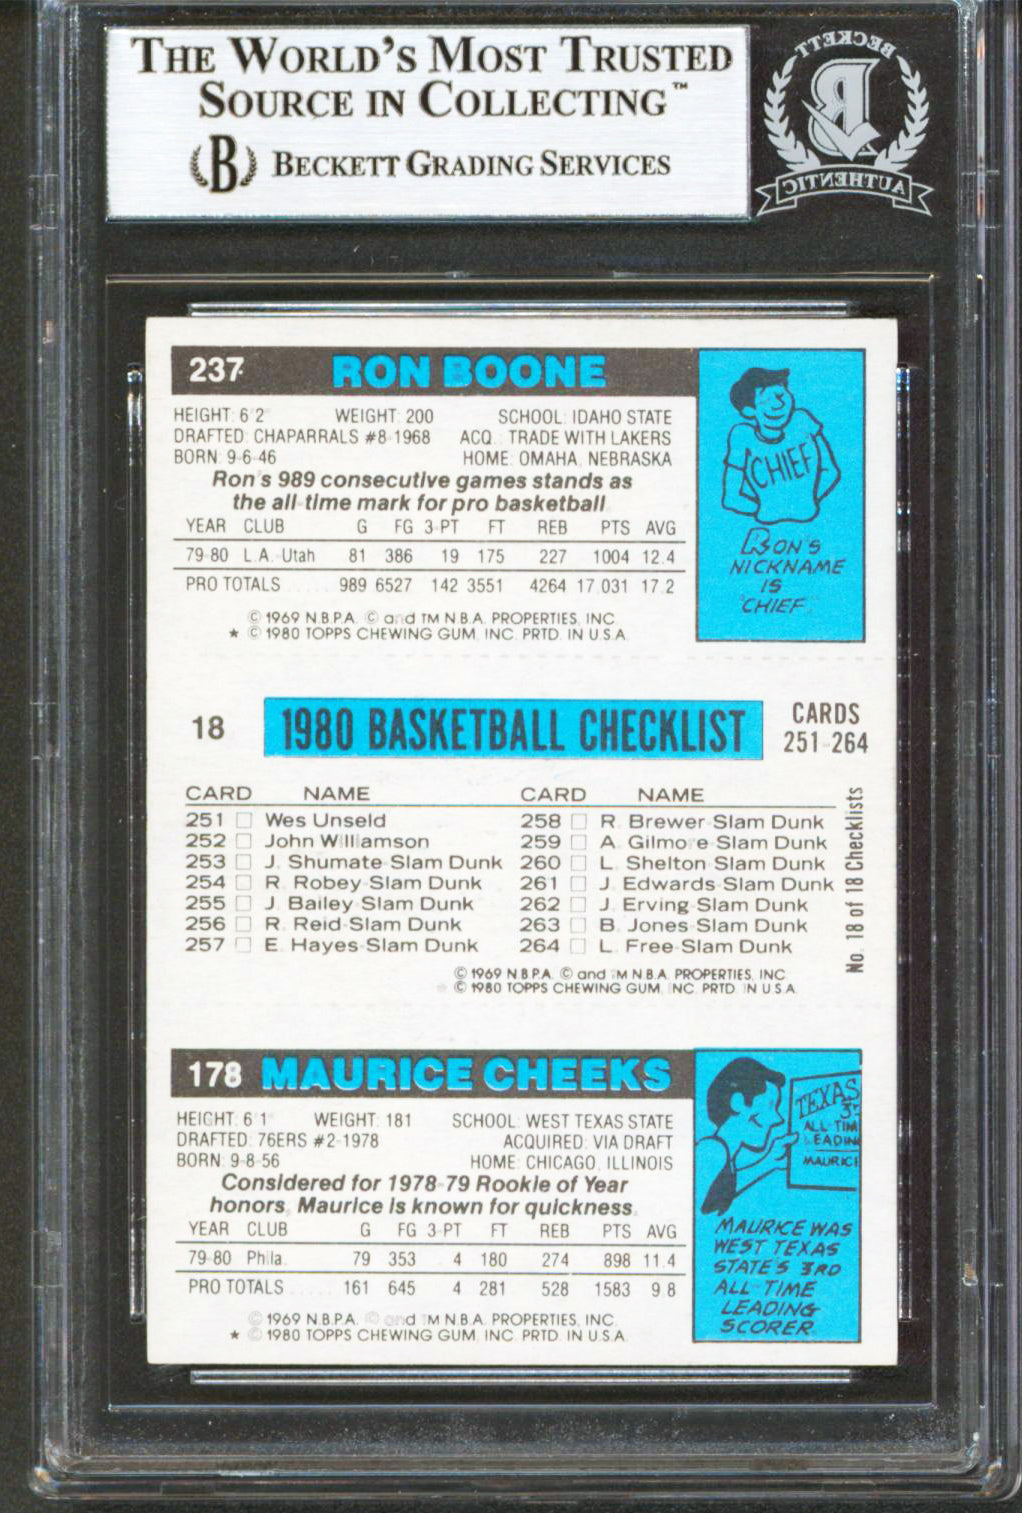 THE WORLD'S MOST TRUSTED
SOURCE IN COLLECTING™
B BECKETT GRADING SERVICES
BECKETT
B
AUTHENTIC
237 RON BOONE
HEIGHT: 6'2" WEIGHT: 200 SCHOOL: IDAHO STATE
DRAFTED: CHAPARRALS #8-1968 ACQ.: TRADE WITH LAKERS
BORN: 9-6-46 HOME: OMAHA, NEBRASKA
Ron's 989 consecutive games stands as
the all-time mark for pro basketball.
YEAR CLUB G FG 3-PT FT REB PTS AVG
79-80 L.A.-Utah 81 386 19 175 227 1004 12.4
PRO TOTALS ..... 989 6527 142 3551 4264 17,031 17.2
© 1969 N.B.P.A. © and TM N.B.A. PROPERTIES, INC.
★ © 1980 TOPPS CHEWING GUM, INC. PRTD. IN U.S.A.
CHIEF
RON'S
NICKNAME
IS
"CHIEF."
18 1980 BASKETBALL CHECKLIST CARDS
251-264
CARD NAME CARD NAME
251 □ Wes Unseld 258 □ R. Brewer-Slam Dunk
252 □ John Williamson 259 □ A. Gilmore-Slam Dunk
253 □ J. Shumate-Slam Dunk 260 □ L. Shelton-Slam Dunk
254 □ R. Robey-Slam Dunk 261 □ J. Edwards-Slam Dunk
255 □ J. Bailey-Slam Dunk 262 □ J. Erving-Slam Dunk
256 □ R. Reid-Slam Dunk 263 □ B. Jones-Slam Dunk
257 □ E. Hayes-Slam Dunk 264 □ L. Free-Slam Dunk
No. 18 of 18 Checklists
© 1969 N.B.P.A. © and TM N.B.A. PROPERTIES, INC.
© 1980 TOPPS CHEWING GUM, INC. PRTD. IN U.S.A.
178 MAURICE CHEEKS
HEIGHT: 6'1" WEIGHT: 181 SCHOOL: WEST TEXAS STATE
DRAFTED: 76ERS #2-1978 ACQUIRED: VIA DRAFT
BORN: 9-8-56 HOME: CHICAGO, ILLINOIS
Considered for 1978-79 Rookie of Year
honors, Maurice is known for quickness.
YEAR CLUB G FG 3-PT FT REB PTS AVG
79-80 Phila. 79 353 4 180 274 898 11.4
PRO TOTALS ..... 161 645 4 281 528 1583 9.8
© 1969 N.B.P.A. © and TM N.B.A. PROPERTIES, INC.
★ © 1980 TOPPS CHEWING GUM, INC. PRTD. IN U.S.A.
TEXAS
3
ALL-TIM
LEADIN
MAURICE
MAURICE WAS
WEST TEXAS
STATE'S 3RD
ALL-TIME
LEADING
SCORER.